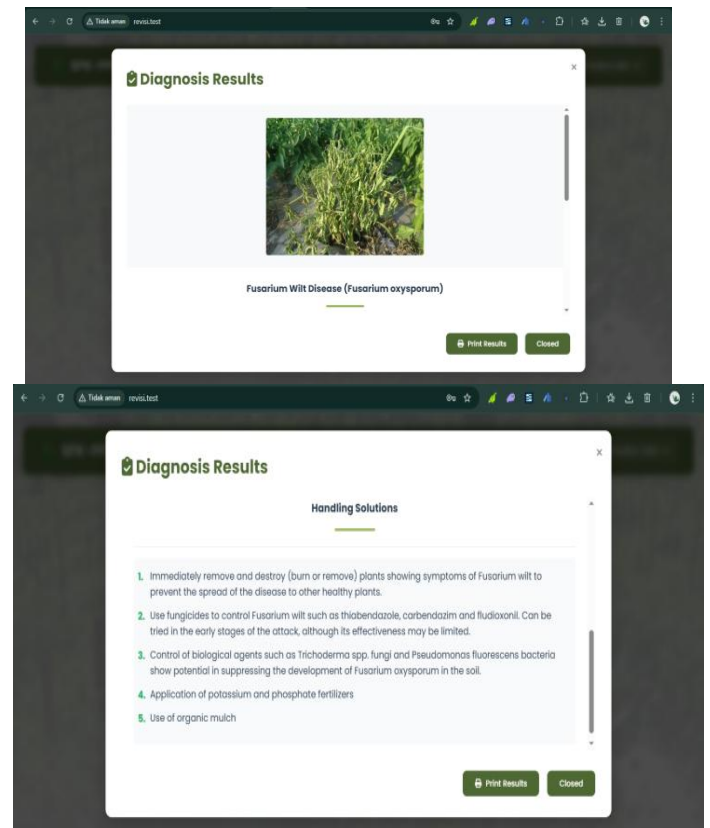 Tidak aman revisi.test
Diagnosis Results
x
Fusarium Wilt Disease (Fusarium oxysporum)
Print Results
Closed
Tidak aman revisi.test
Diagnosis Results
x
Handling Solutions
1. Immediately remove and destroy (burn or remove) plants showing symptoms of Fusarium wilt to
prevent the spread of the disease to other healthy plants.
2. Use fungicides to control Fusarium wilt such as thiabendazole, carbendazim and fludioxonil. Can be
tried in the early stages of the attack, although its effectiveness may be limited.
3. Control of biological agents such as Trichoderma spp. fungi and Pseudomonas fluorescens bacteria
show potential in suppressing the development of Fusarium oxysporum in the soil.
4. Application of potassium and phosphate fertilizers
5. Use of organic mulch
Print Results
Closed